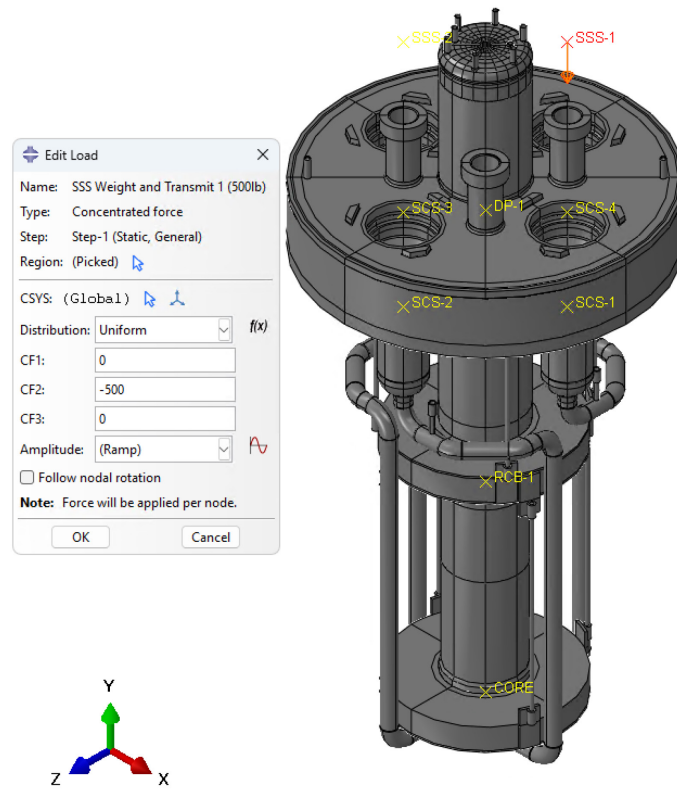 SSS-2
SSS-1
Edit Load
Name: SSS Weight and Transmit 1 (500lb)
Type: Concentrated force
Step: Step-1 (Static, General)
Region: (Picked)
CSYS: (Global)
Distribution: Uniform f(x)
CF1: 0
CF2: -500
CF3: 0
Amplitude: (Ramp)
Follow nodal rotation
Note: Force will be applied per node.
OK Cancel
SCS-3 DP-1 SCS-4
SCS-2 SCS-1
RCB-1
CORE
Y
Z X